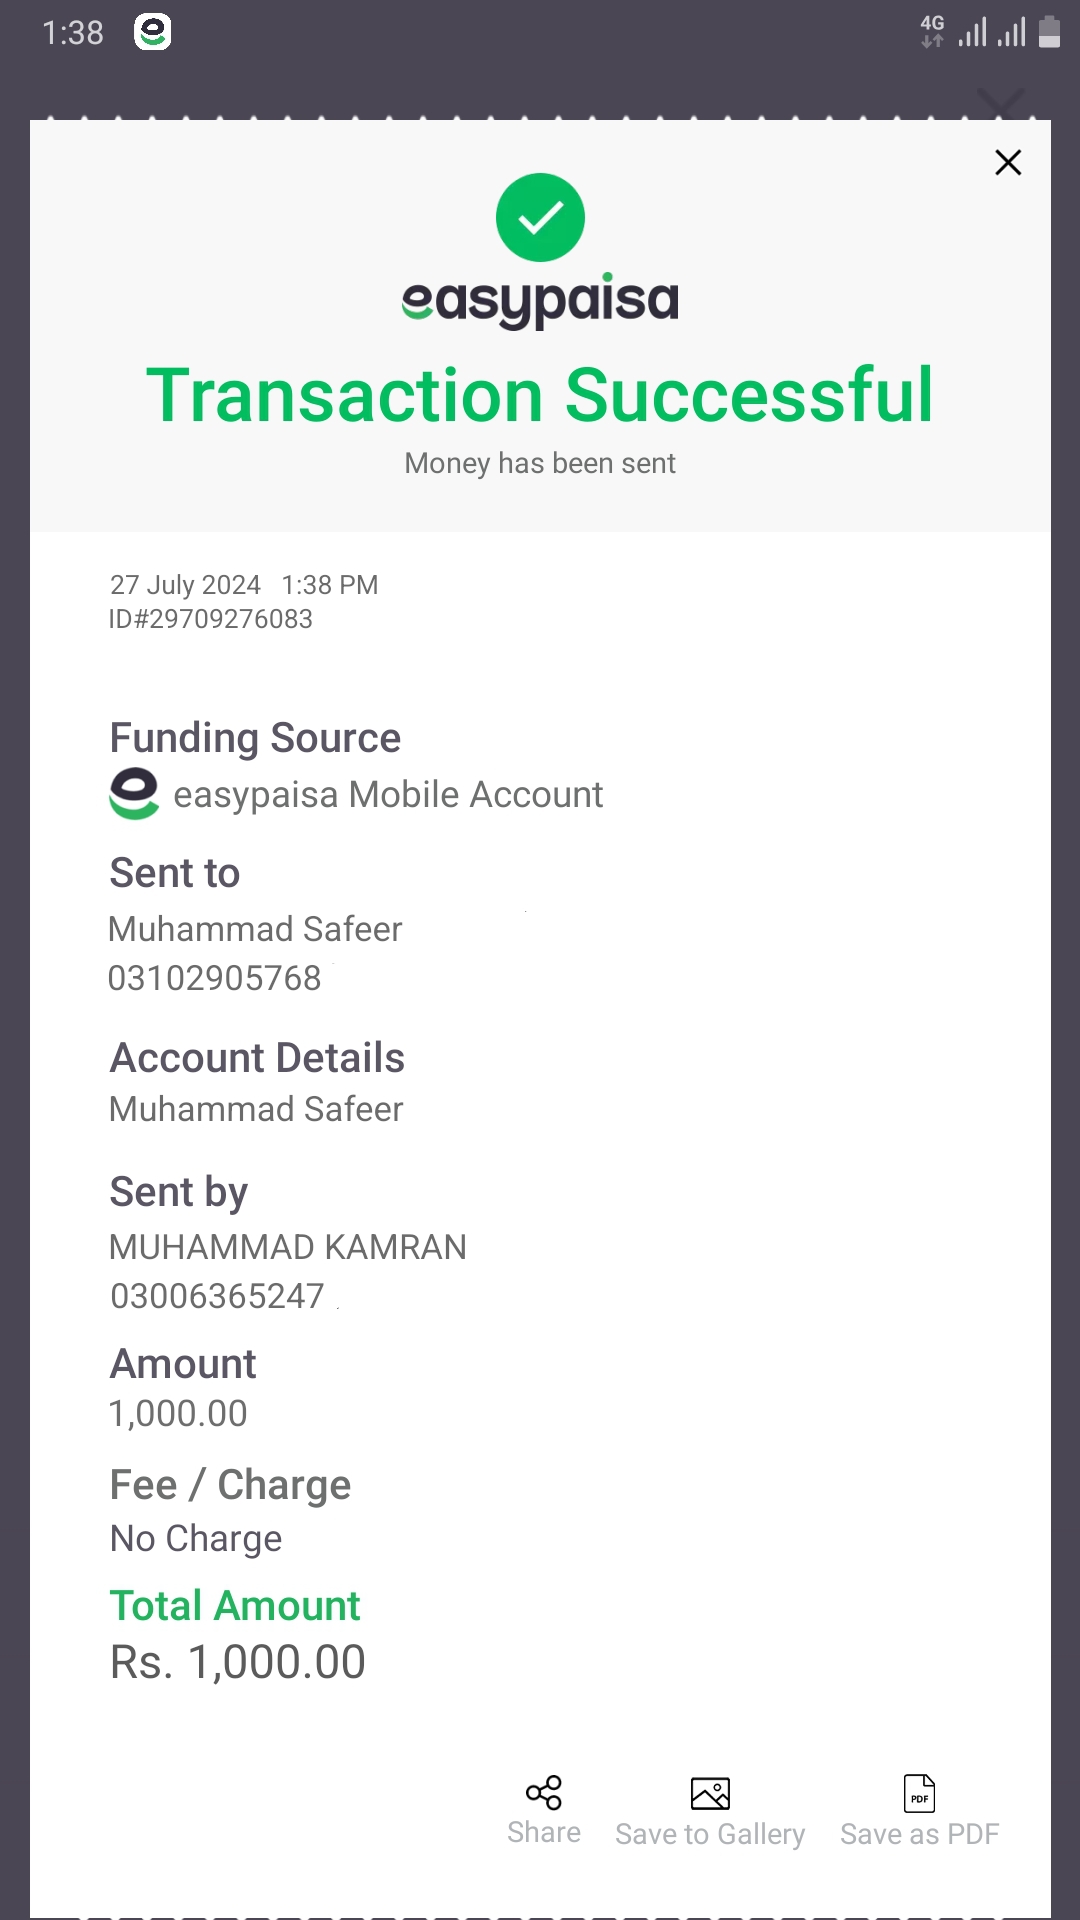 1:38
4G
easypaisa
Transaction Successful
Money has been sent
27 July 2024 1:38 PM
ID#29709276083
Funding Source
easypaisa Mobile Account
Sent to
Muhammad Safeer
03102905768
Account Details
Muhammad Safeer
Sent by
MUHAMMAD KAMRAN
03006365247
Amount
1,000.00
Fee / Charge
No Charge
Total Amount
Rs. 1,000.00
PDF
Share Save to Gallery Save as PDF